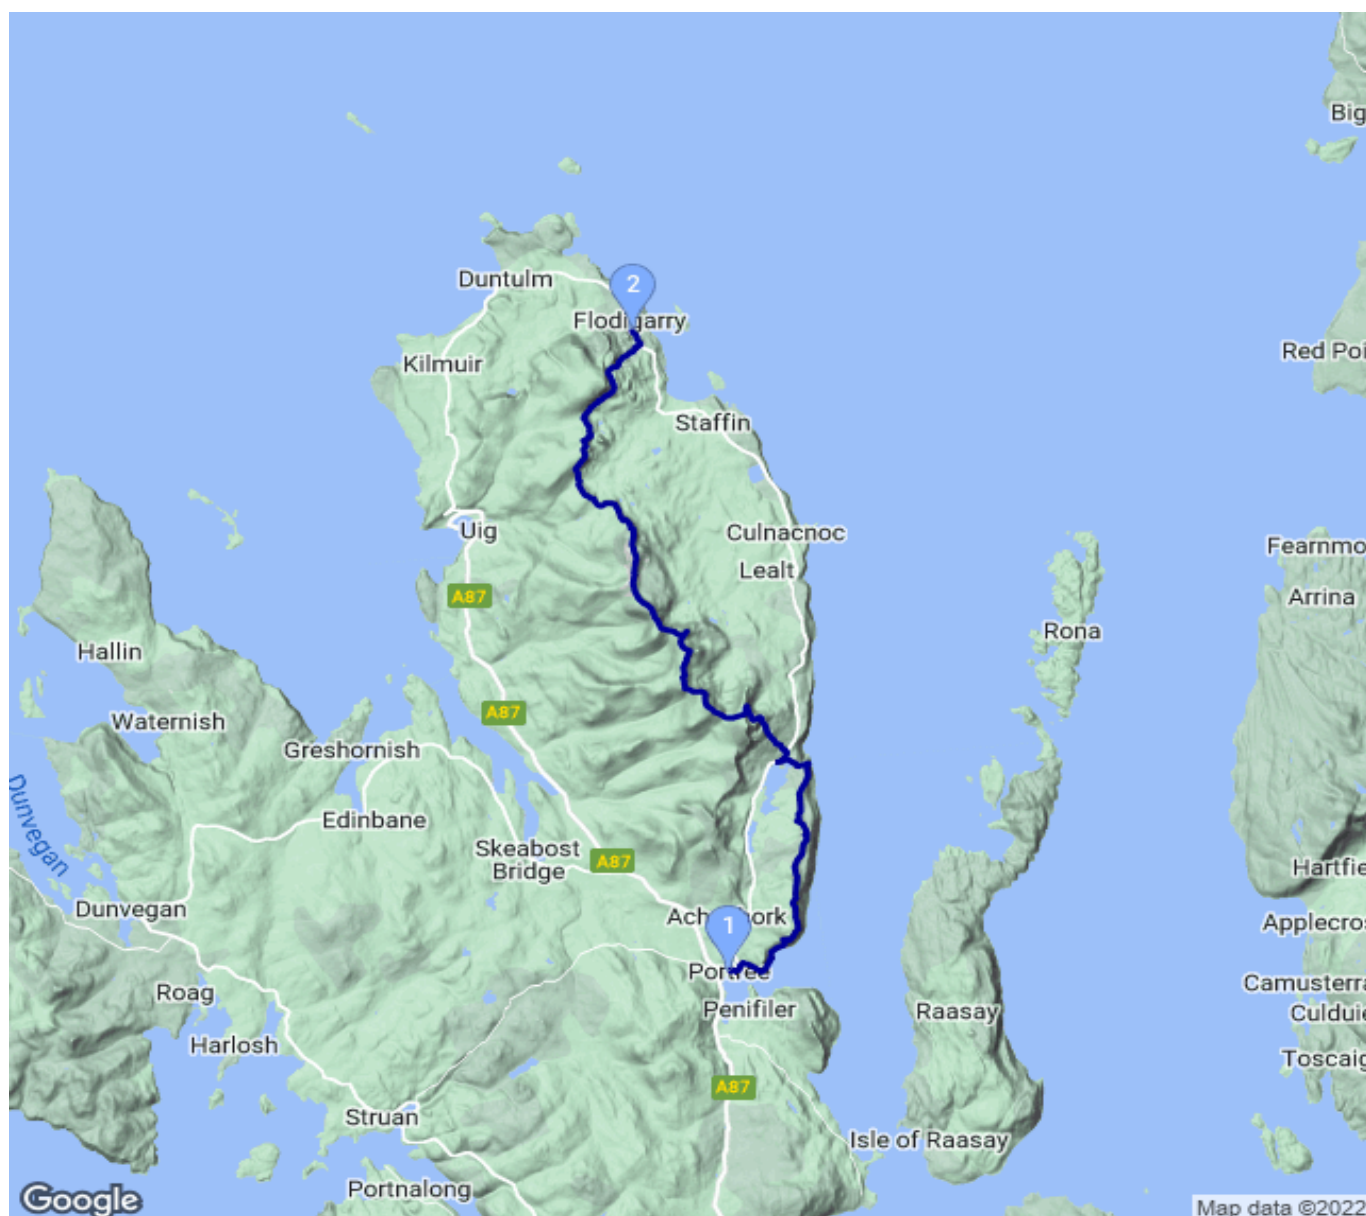 Big
Duntulm
2
Flodigarry
Kilmuir
Red Poi
Staffin
Uig
Culnacnoc
Lealt
Fearnmo
A87
Arrina
Rona
Hallin
A87
Waternish
Greshornish
Dunvegan
Edinbane
Skeabost
Bridge
A87
Hartfie
Dunvegan
Ach
ork
1
Applecros
Portree
Roag
Penifiler
Raasay
Camusterra
Culduie
Harlosh
Toscaig
A87
Struan
Isle of Raasay
Portnalong
Google
Map data ©2022